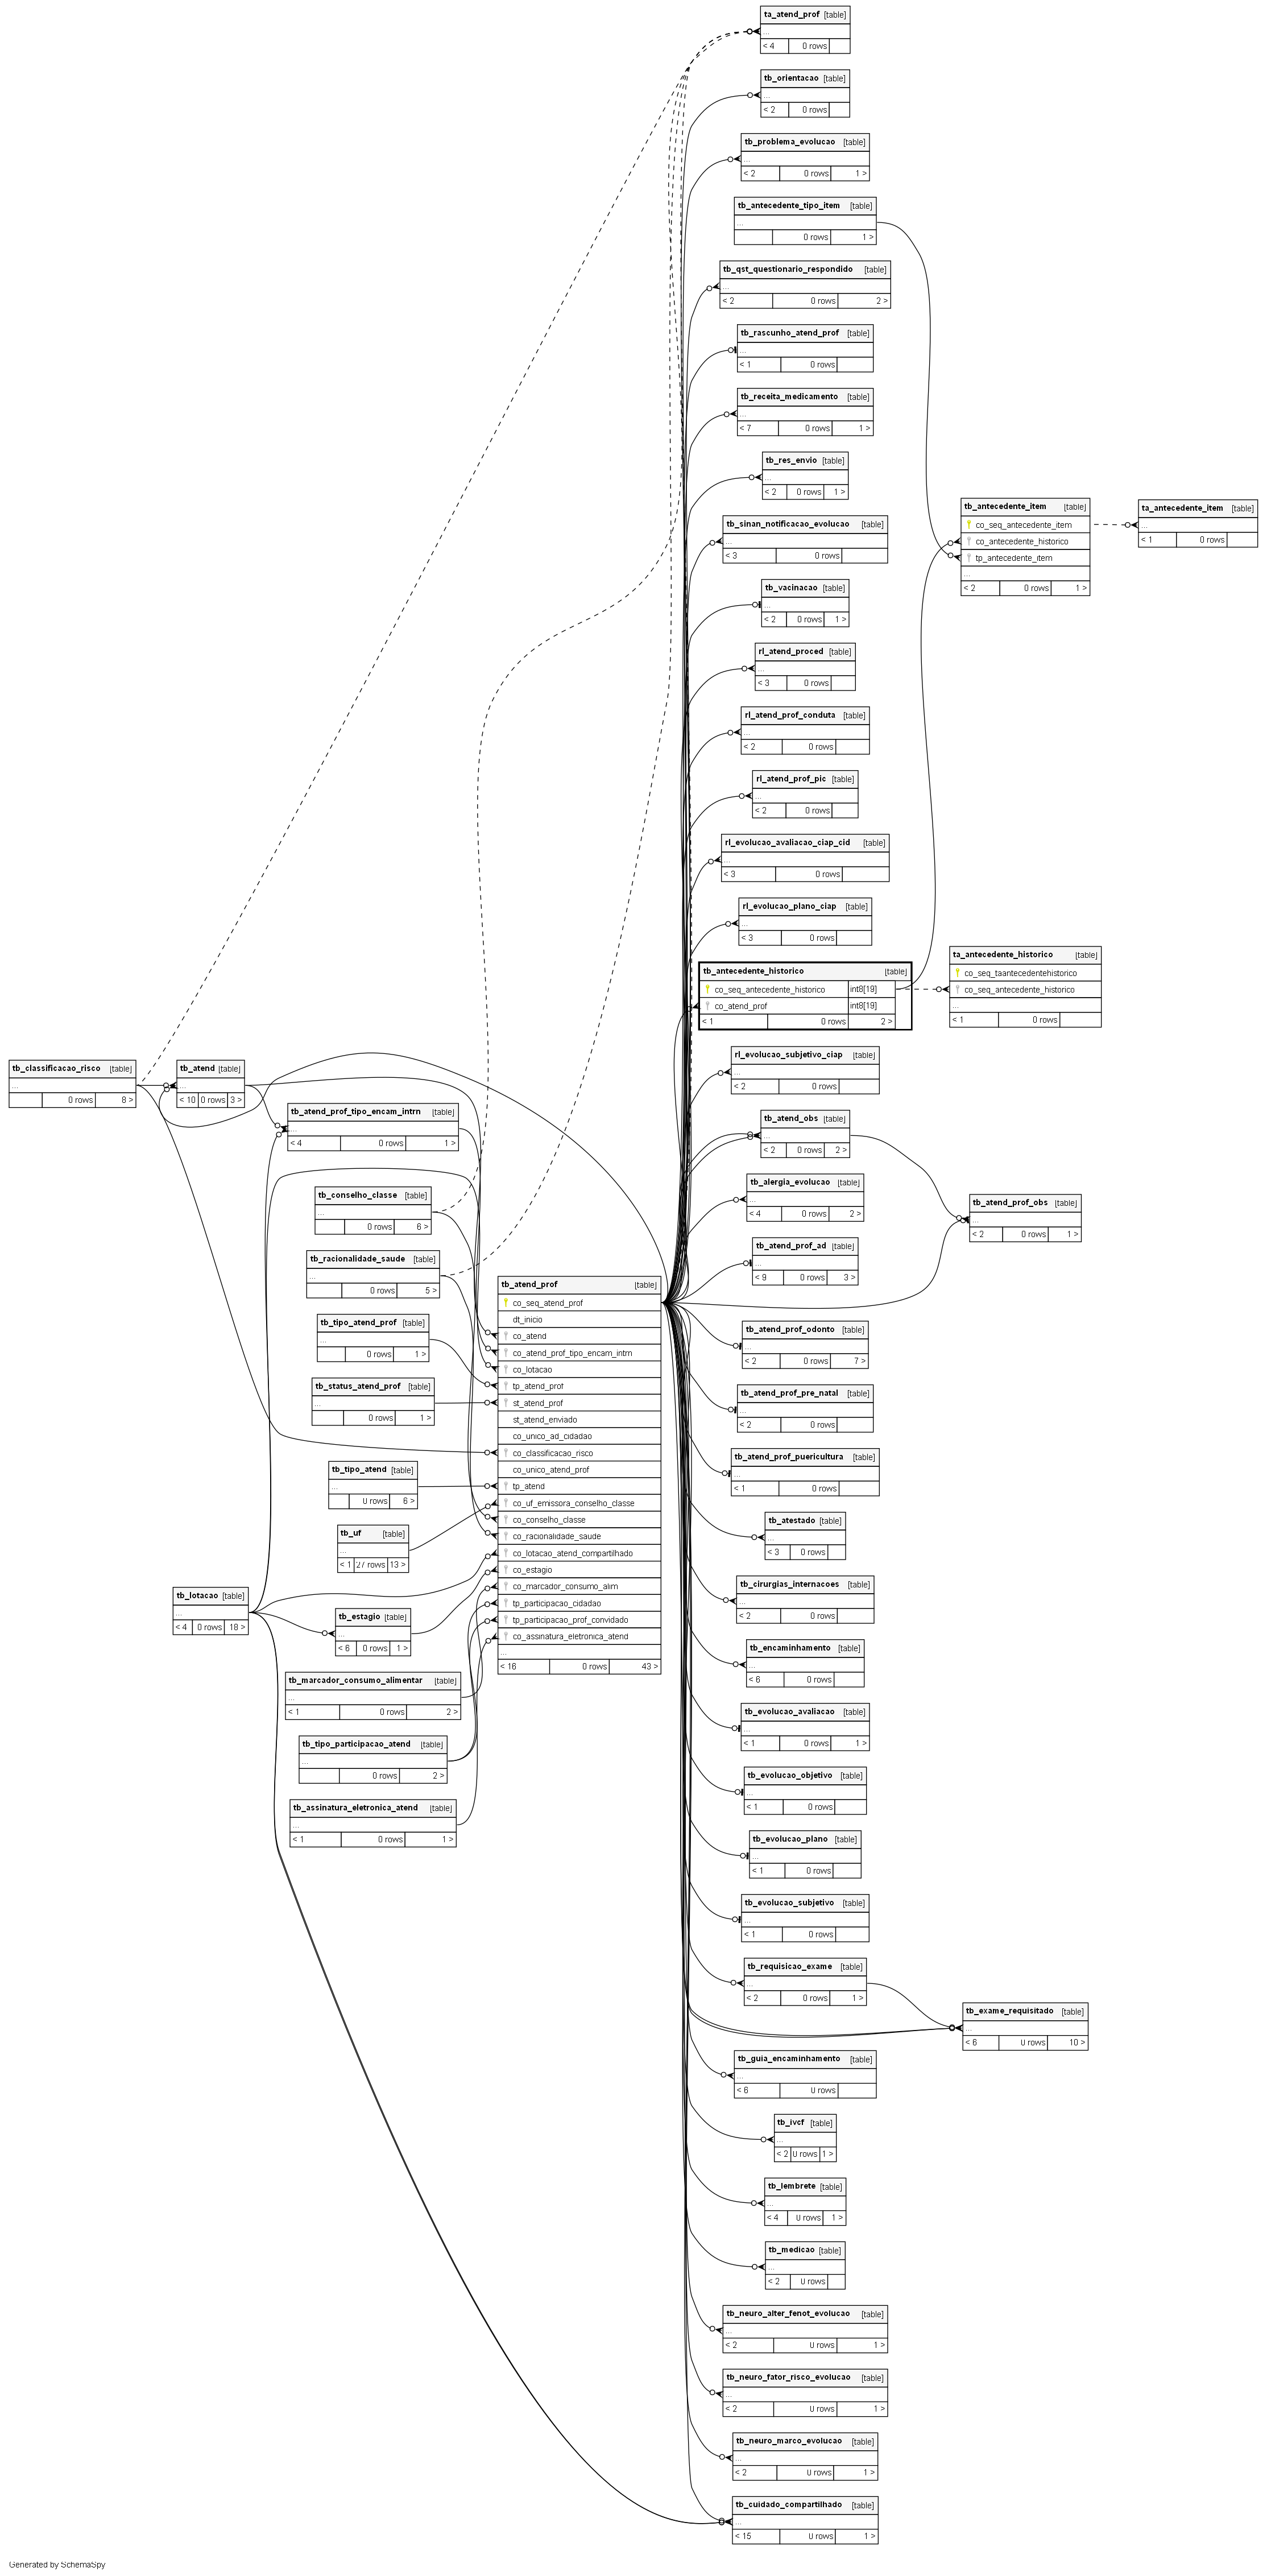 ta_atend_prof [table]
...
< 4 0 rows
tb_orientacao [table]
...
< 2 0 rows
tb_problema_evolucao [table]
...
< 2 0 rows 1 >
tb_antecedente_tipo_item [table]
...
0 rows 1 >
tb_qst_questionario_respondido [table]
...
< 2 0 rows 2 >
tb_rascunho_atend_prof [table]
...
< 1 0 rows
tb_receita_medicamento [table]
...
< 7 0 rows 1 >
tb_res_envio [table]
...
< 2 0 rows 1 >
tb_sinan_notificacao_evolucao [table]
...
< 3 0 rows
tb_antecedente_item [table]
co_seq_antecedente_item
co_antecedente_historico
tp_antecedente_item
...
< 2 0 rows 1 >
ta_antecedente_item [table]
...
< 1 0 rows
tb_vacinacao [table]
...
< 2 0 rows 1 >
rl_atend_proced [table]
...
< 3 0 rows
rl_atend_prof_conduta [table]
...
< 2 0 rows
rl_atend_prof_pic [table]
...
< 2 0 rows
rl_evolucao_avaliacao_ciap_cid [table]
...
< 3 0 rows
rl_evolucao_plano_ciap [table]
...
< 3 0 rows
tb_antecedente_historico [table]
co_seq_antecedente_historico int8[19]
co_atend_prof int8[19]
< 1 0 rows 2 >
ta_antecedente_historico [table]
co_seq_taantecedentehistorico
co_seq_antecedente_historico
...
< 1 0 rows
rl_evolucao_subjetivo_ciap [table]
...
< 2 0 rows
tb_classificacao_risco [table]
...
0 rows 8 >
tb_atend [table]
...
< 10 0 rows 3 >
tb_atend_prof_tipo_encam_intrn [table]
...
< 4 0 rows 1 >
tb_atend_obs [table]
...
< 2 0 rows 2 >
tb_alergia_evolucao [table]
...
< 4 0 rows 2 >
tb_atend_prof_obs [table]
...
< 2 0 rows 1 >
tb_conselho_classe [table]
...
0 rows 6 >
tb_racionalidade_saude [table]
...
0 rows 5 >
tb_atend_prof_ad [table]
...
< 9 0 rows 3 >
tb_tipo_atend_prof [table]
...
0 rows 1 >
tb_status_atend_prof [table]
...
0 rows 1 >
tb_tipo_atend [table]
...
0 rows 6 >
tb_uf [table]
...
< 1 27 rows 13 >
tb_lotacao [table]
...
< 4 0 rows 18 >
tb_estagio [table]
...
< 6 0 rows 1 >
tb_marcador_consumo_alimentar [table]
...
< 1 0 rows 2 >
tb_tipo_participacao_atend [table]
...
0 rows 2 >
tb_assinatura_eletronica_atend [table]
...
< 1 0 rows 1 >
tb_atend_prof [table]
co_seq_atend_prof
dt_inicio
co_atend
co_atend_prof_tipo_encam_intrn
co_lotacao
tp_atend_prof
st_atend_prof
st_atend_enviado
co_unico_ad_cidadao
co_classificacao_risco
co_unico_atend_prof
tp_atend
co_uf_emissora_conselho_classe
co_conselho_classe
co_racionalidade_saude
co_lotacao_atend_compartilhado
co_estagio
co_marcador_consumo_alim
tp_participacao_cidadao
tp_participacao_prof_convidado
co_assinatura_eletronica_atend
...
< 16 0 rows 43 >
tb_atend_prof_odonto [table]
...
< 2 0 rows 7 >
tb_atend_prof_pre_natal [table]
...
< 2 0 rows
tb_atend_prof_puericultura [table]
...
< 1 0 rows
tb_atestado [table]
...
< 3 0 rows
tb_cirurgias_internacoes [table]
...
< 2 0 rows
tb_encaminhamento [table]
...
< 6 0 rows
tb_evolucao_avaliacao [table]
...
< 1 0 rows 1 >
tb_evolucao_objetivo [table]
...
< 1 0 rows
tb_evolucao_plano [table]
...
< 1 0 rows
tb_evolucao_subjetivo [table]
...
< 1 0 rows
tb_requisicao_exame [table]
...
< 2 0 rows 1 >
tb_exame_requisitado [table]
...
< 6 0 rows 10 >
tb_guia_encaminhamento [table]
...
< 6 0 rows
tb_ivcf [table]
...
< 2 0 rows 1 >
tb_lembrete [table]
...
< 4 0 rows 1 >
tb_medicao [table]
...
< 2 0 rows
tb_neuro_alter_fenot_evolucao [table]
...
< 2 0 rows 1 >
tb_neuro_fator_risco_evolucao [table]
...
< 2 0 rows 1 >
tb_neuro_marco_evolucao [table]
...
< 2 0 rows 1 >
tb_cuidado_compartilhado [table]
...
< 15 0 rows 1 >
Generated by SchemaSpy